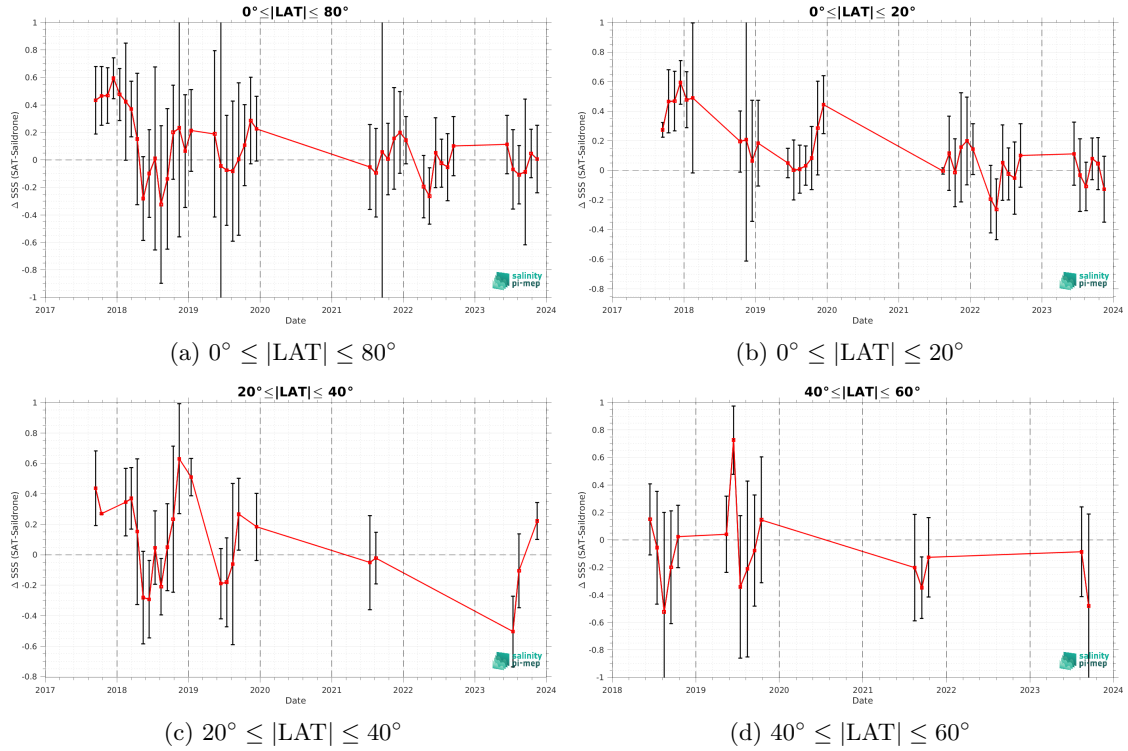 0°≤|LAT|≤ 80°
1
0.8
0.6
0.4
0.2
0
-0.2
-0.4
-0.6
-0.8
-1
Δ SSS (SAT-Saildrone)
2017 2018 2019 2020 2021 2022 2023 2024
Date
salinity
pi-mep
(a) 0° ≤ |LAT| ≤ 80°
0°≤|LAT|≤ 20°
1
0.8
0.6
0.4
0.2
0
-0.2
-0.4
-0.6
-0.8
Δ SSS (SAT-Saildrone)
2017 2018 2019 2020 2021 2022 2023 2024
Date
salinity
pi-mep
(b) 0° ≤ |LAT| ≤ 20°
20°≤|LAT|≤ 40°
1
0.8
0.6
0.4
0.2
0
-0.2
-0.4
-0.6
-0.8
Δ SSS (SAT-Saildrone)
2017 2018 2019 2020 2021 2022 2023 2024
Date
salinity
pi-mep
(c) 20° ≤ |LAT| ≤ 40°
40°≤|LAT|≤ 60°
1
0.8
0.6
0.4
0.2
0
-0.2
-0.4
-0.6
-0.8
-1
Δ SSS (SAT-Saildrone)
2018 2019 2020 2021 2022 2023 2024
Date
salinity
pi-mep
(d) 40° ≤ |LAT| ≤ 60°